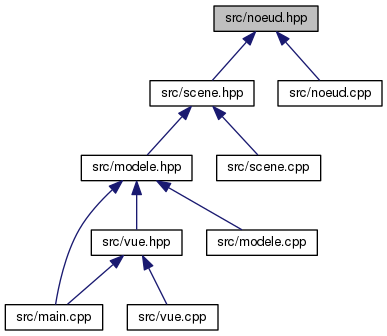 src/noeud.hpp
src/scene.hpp
src/noeud.cpp
src/modele.hpp
src/scene.cpp
src/vue.hpp
src/modele.cpp
src/main.cpp
src/vue.cpp